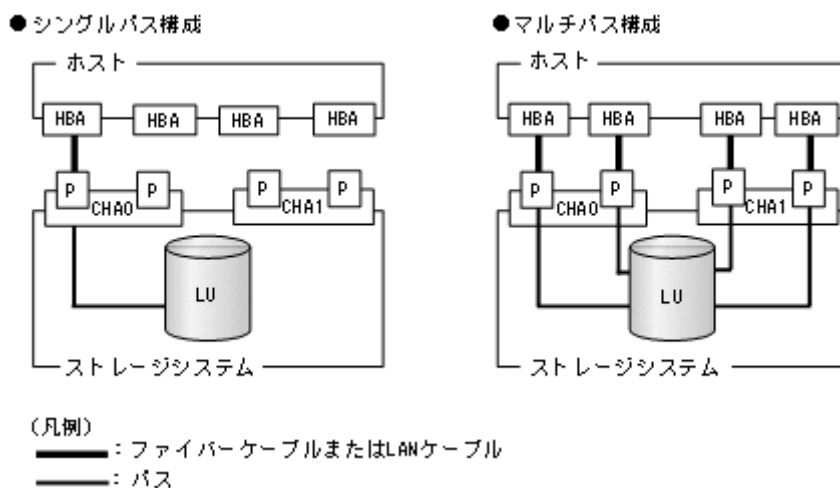 ●シングルパス構成
ホスト
HBA HBA HBA HBA
P P P P
CHA0 CHA1
LU
ストレージシステム
●マルチパス構成
ホスト
HBA HBA HBA HBA
P P P P
CHA0 CHA1
LU
ストレージシステム
(凡例)
：ファイバーケーブルまたはLANケーブル
：パス